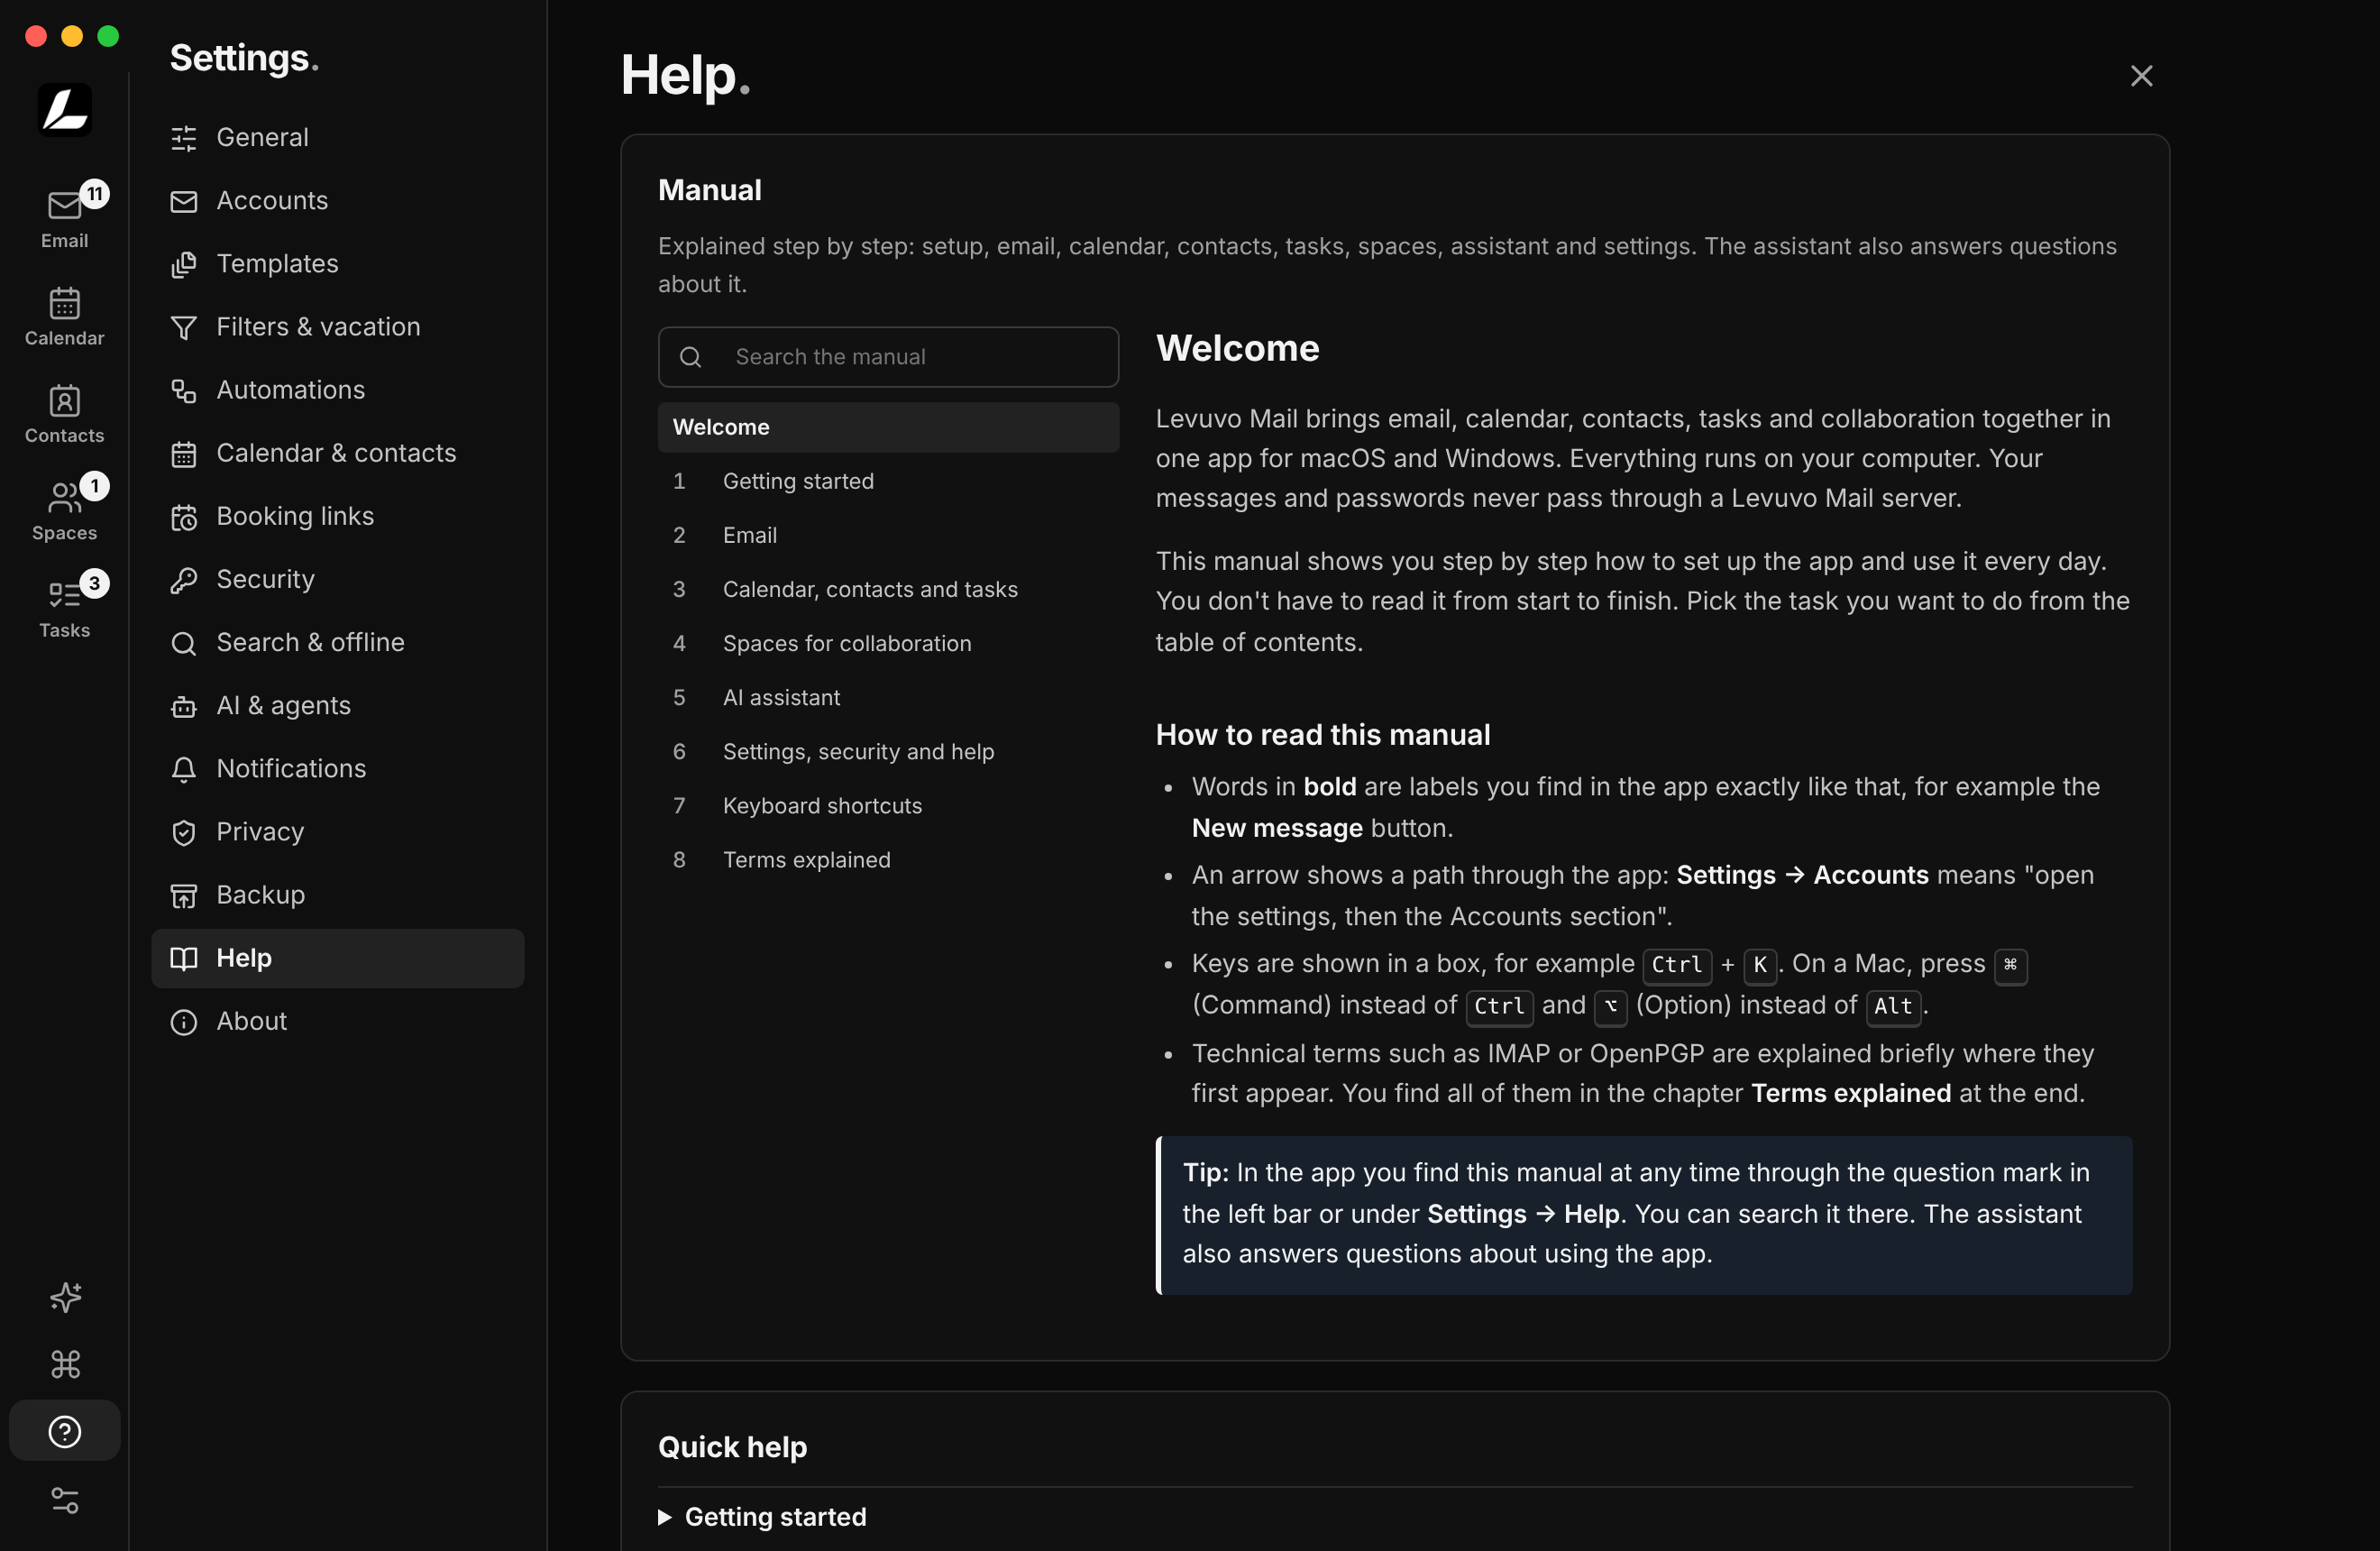 Settings.
11
Email
Calendar
Contacts
1
Spaces
3
Tasks
General
Accounts
Templates
Filters & vacation
Automations
Calendar & contacts
Booking links
Security
Search & offline
AI & agents
Notifications
Privacy
Backup
Help
About
Help.
Manual
Explained step by step: setup, email, calendar, contacts, tasks, spaces, assistant and settings. The assistant also answers questions
about it.
Search the manual
Welcome
1 Getting started
2 Email
3 Calendar, contacts and tasks
4 Spaces for collaboration
5 AI assistant
6 Settings, security and help
7 Keyboard shortcuts
8 Terms explained
Welcome
Levuvo Mail brings email, calendar, contacts, tasks and collaboration together in
one app for macOS and Windows. Everything runs on your computer. Your
messages and passwords never pass through a Levuvo Mail server.
This manual shows you step by step how to set up the app and use it every day.
You don't have to read it from start to finish. Pick the task you want to do from the
table of contents.
How to read this manual
• Words in bold are labels you find in the app exactly like that, for example the
New message button.
• An arrow shows a path through the app: Settings → Accounts means "open
the settings, then the Accounts section".
• Keys are shown in a box, for example Ctrl + K. On a Mac, press ⌘
(Command) instead of Ctrl and ⌥ (Option) instead of Alt.
• Technical terms such as IMAP or OpenPGP are explained briefly where they
first appear. You find all of them in the chapter Terms explained at the end.
Tip: In the app you find this manual at any time through the question mark in
the left bar or under Settings → Help. You can search it there. The assistant
also answers questions about using the app.
Quick help
▶ Getting started